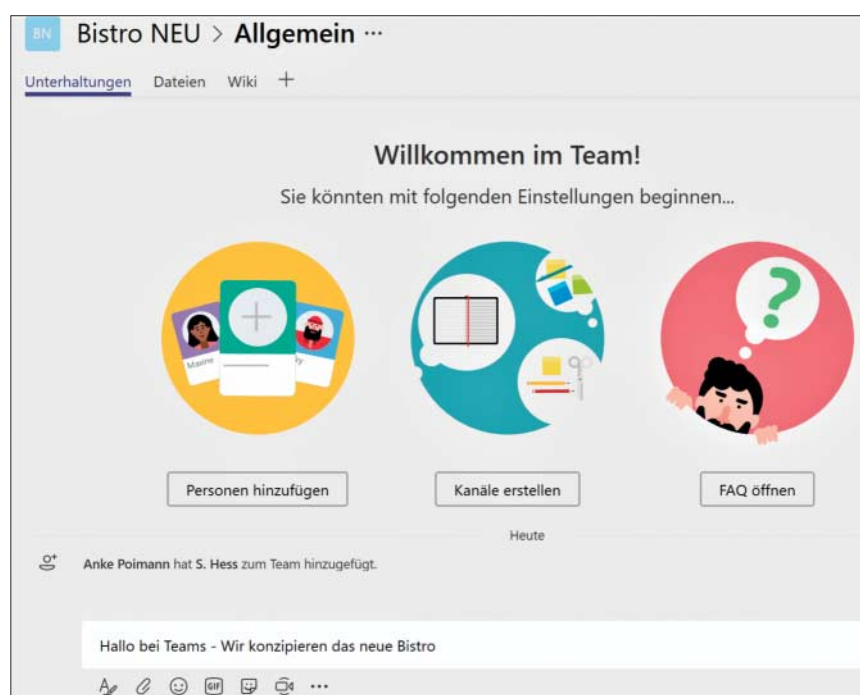 BN Bistro NEU > Allgemein ...
Unterhaltungen Dateien Wiki +
Willkommen im Team!
Sie könnten mit folgenden Einstellungen beginnen...
Maxine
?
Personen hinzufügen Kanäle erstellen FAQ öffnen
Heute
Anke Poimann hat S. Hess zum Team hinzugefügt.
Hallo bei Teams - Wir konzipieren das neue Bistro
GIF ...